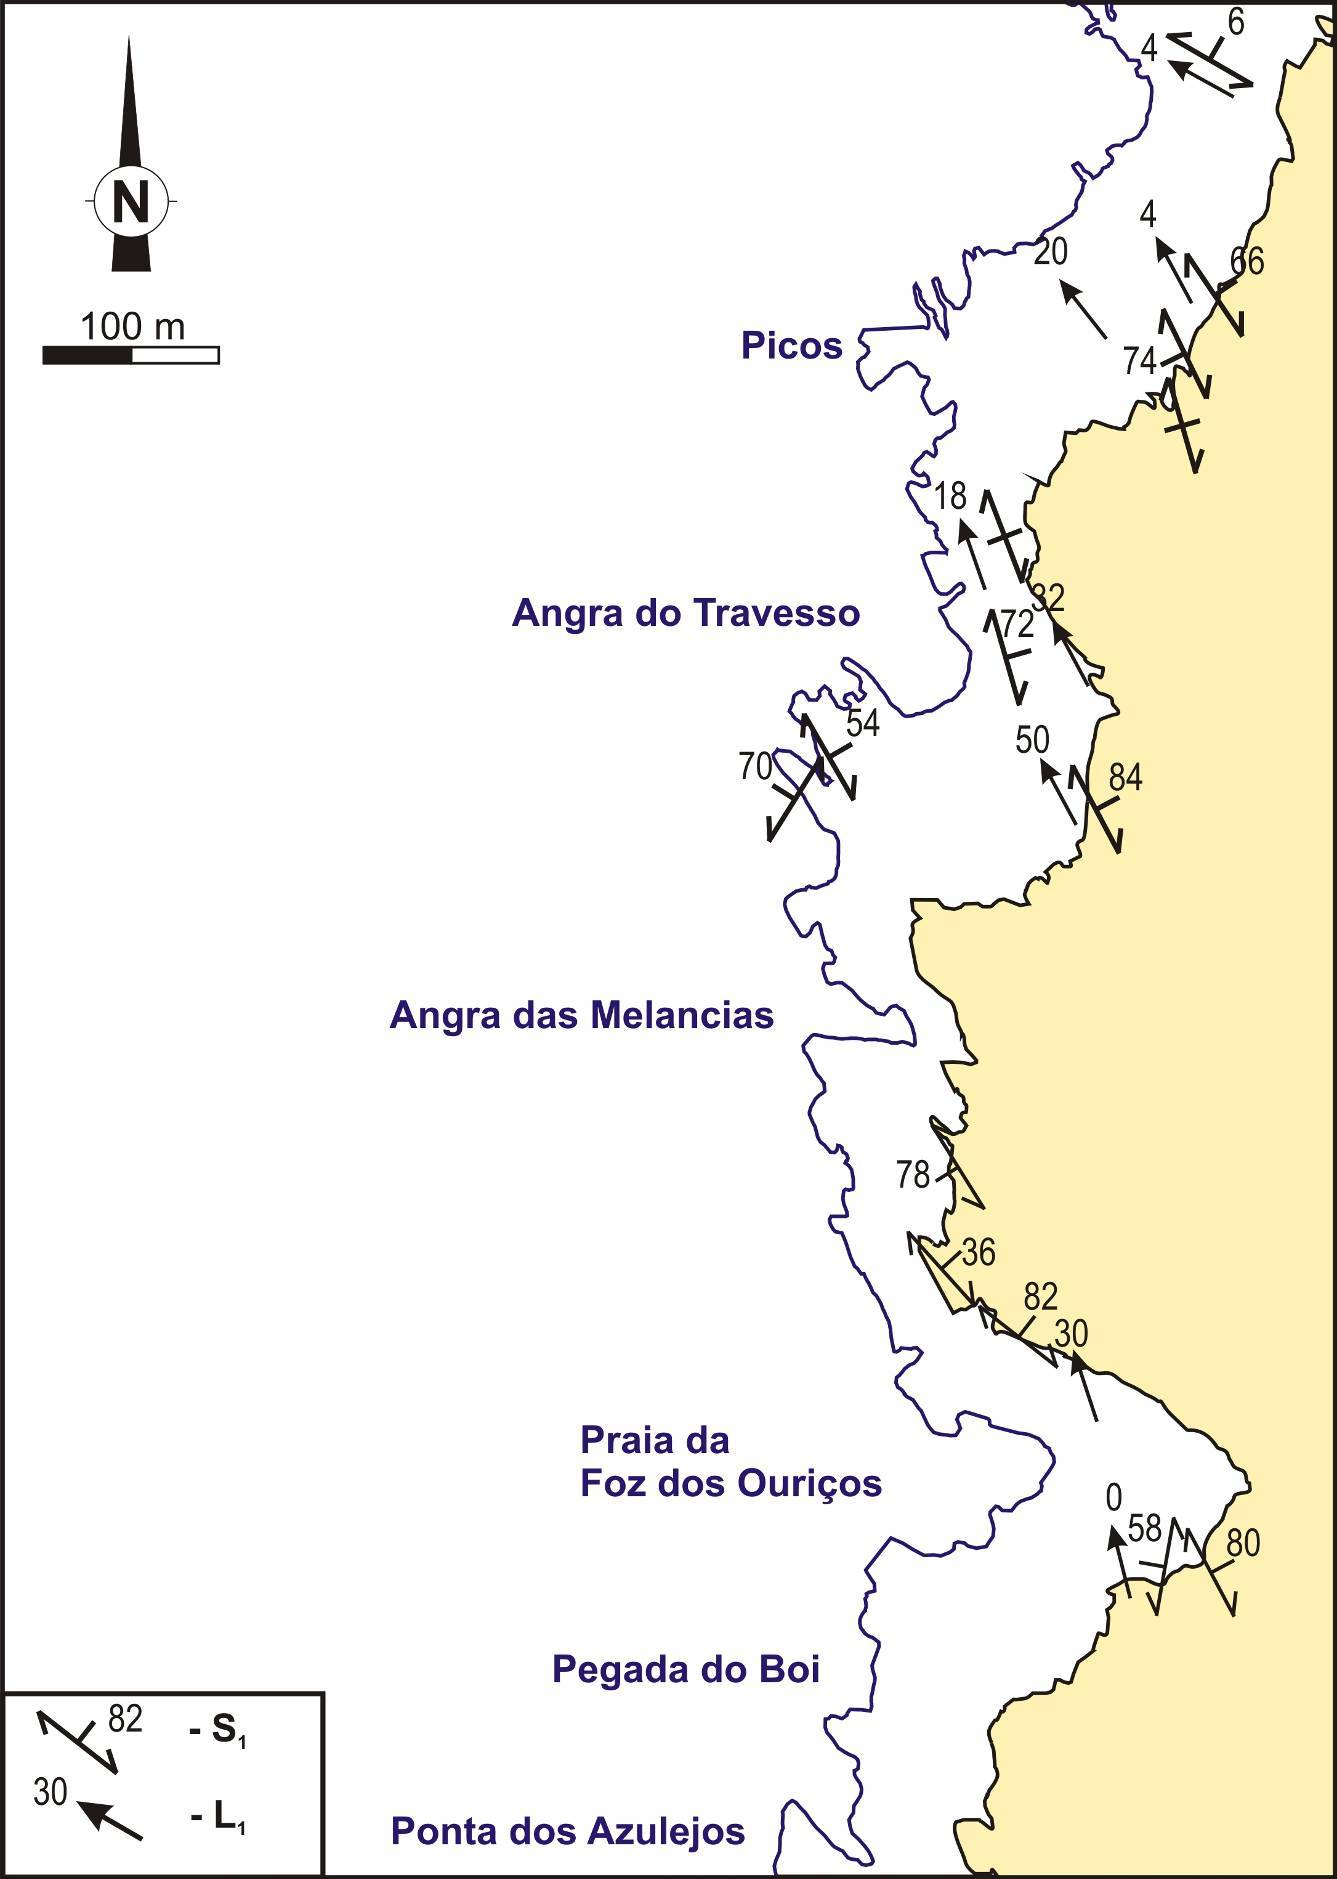 6
4
N
4
20
66
100 m
Picos
74
18
32
Angra do Travesso
72
54
50
70
84
Angra das Melancias
78
36
82
30
Praia da
Foz dos Ouriços
0
58
80
Pegada do Boi
82 - S1
30 - L1
Ponta dos Azulejos